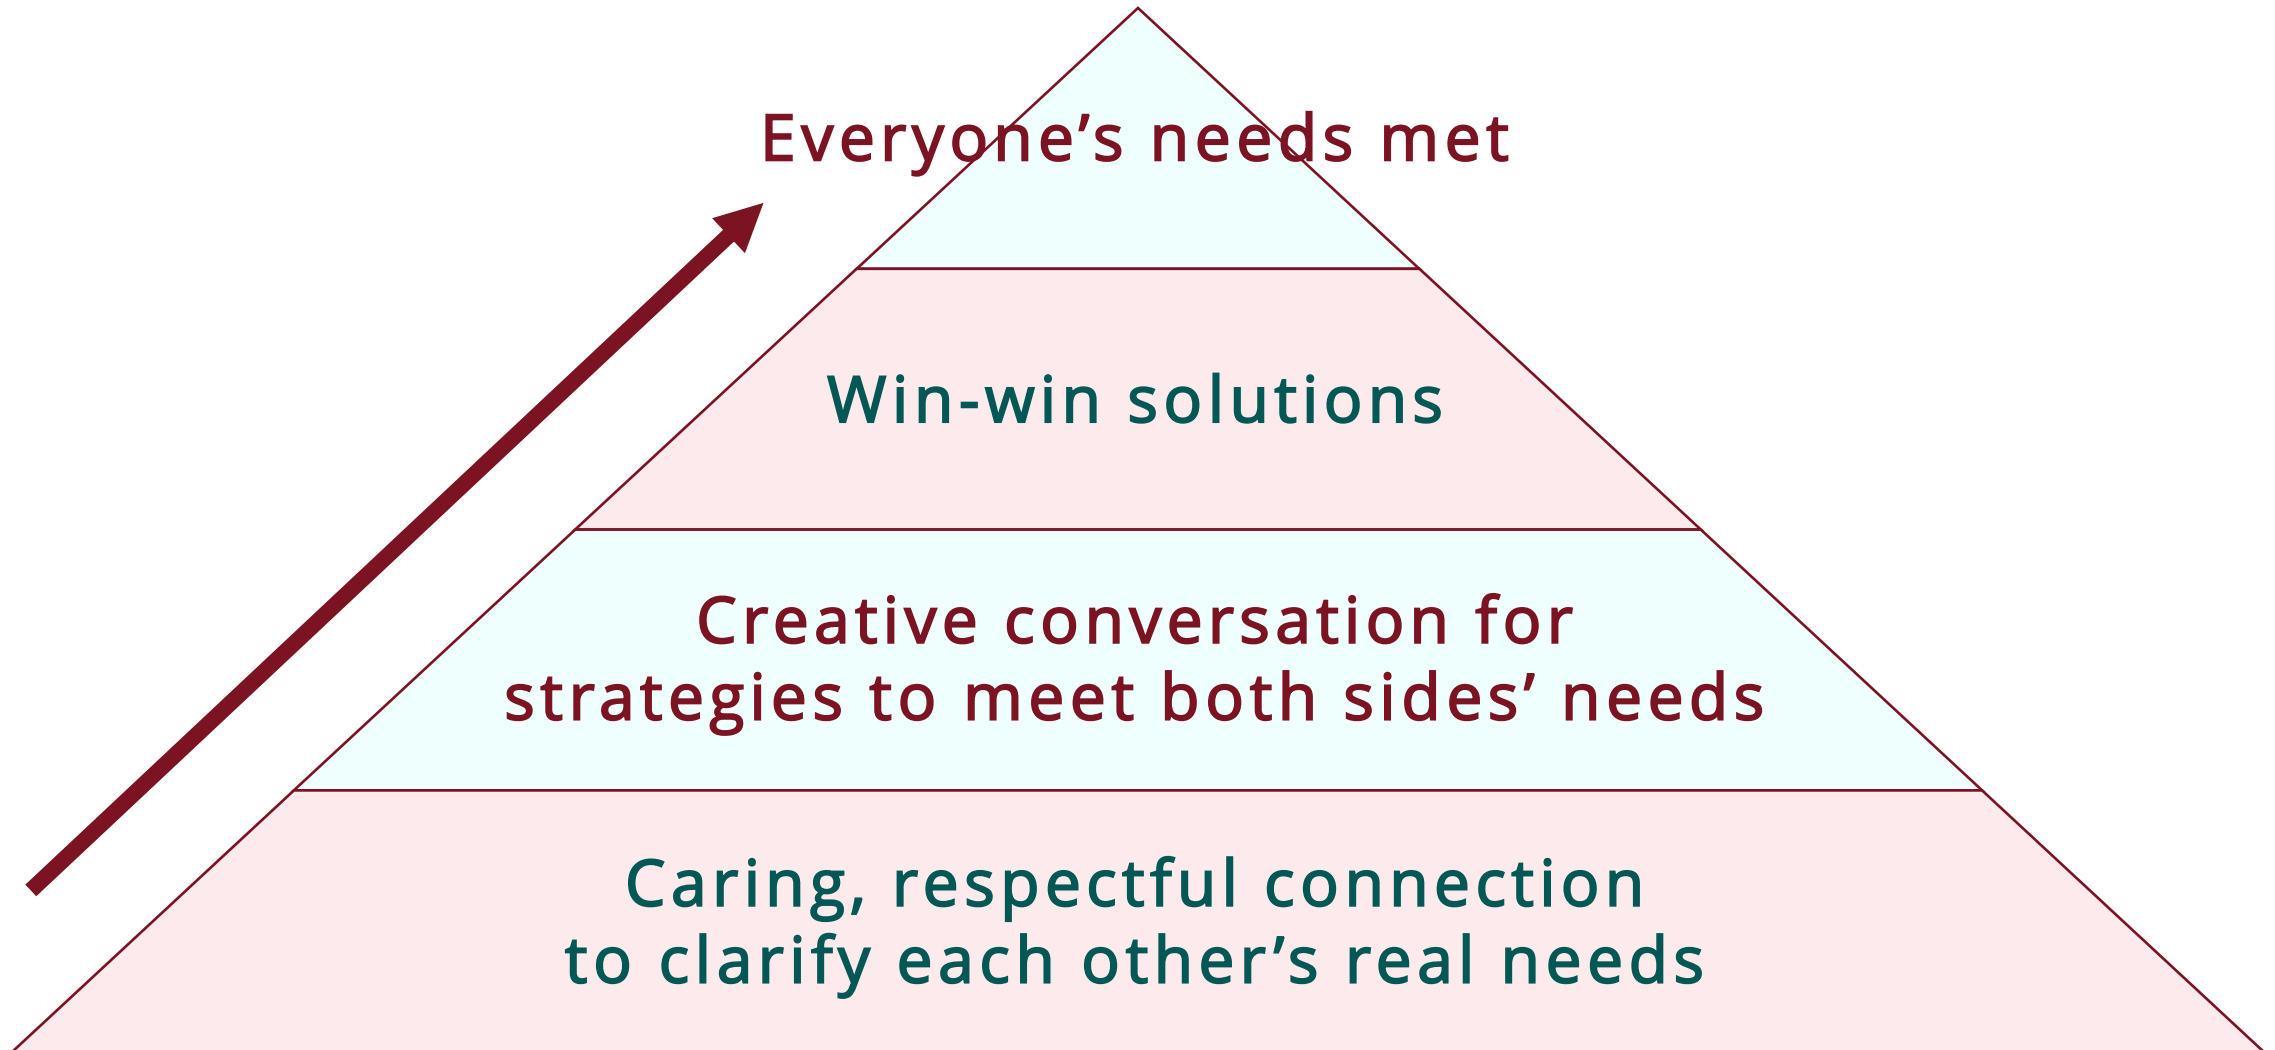 Everyone’s needs met
Win-win solutions
Creative conversation for
strategies to meet both sides’ needs
Caring, respectful connection
to clarify each other’s real needs